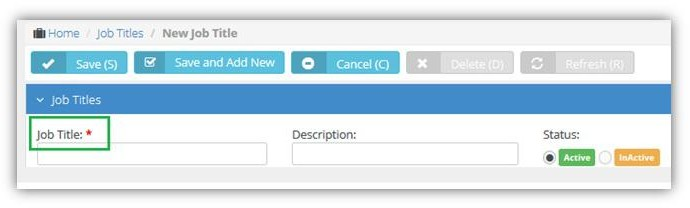 Home / Job Titles / New Job Title
Save (S) Save and Add New Cancel (C) Delete (D) Refresh (R)
Job Titles
Job Title: * Description: Status:
Active InActive